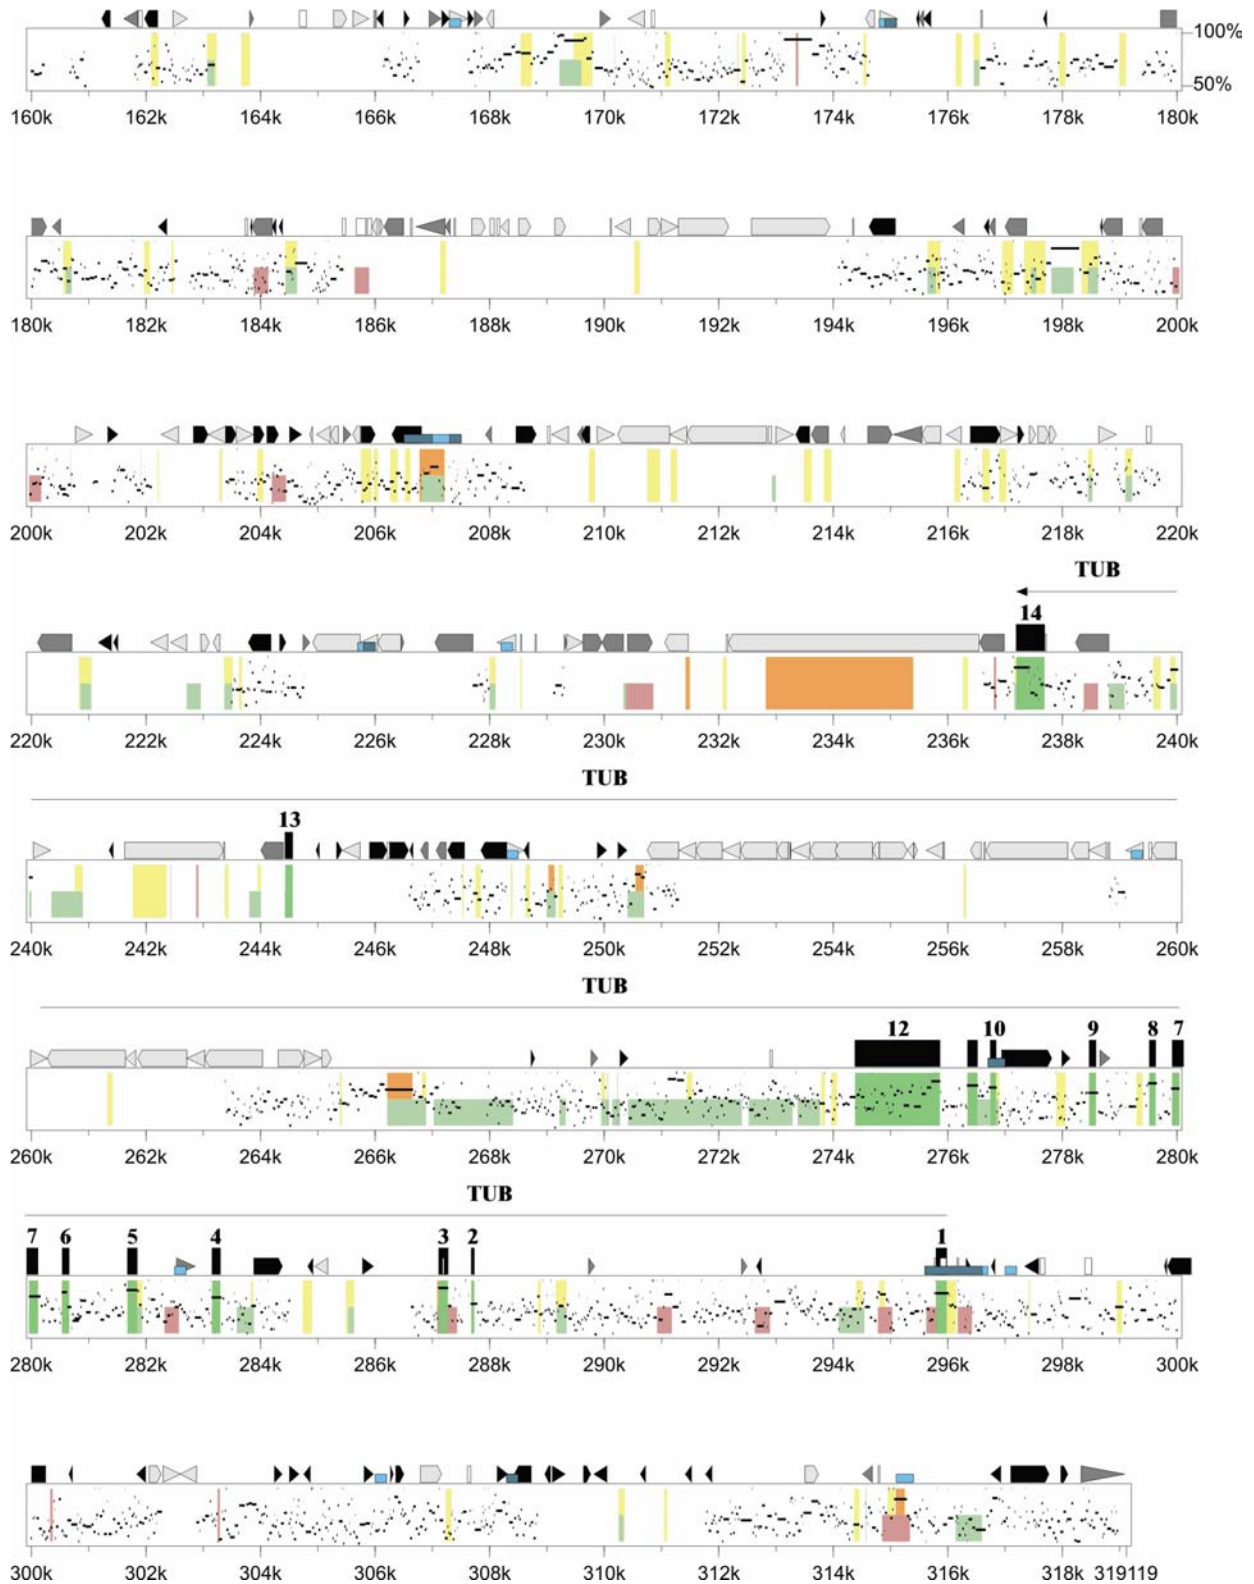 100%
50%
160k 162k 164k 166k 168k 170k 172k 174k 176k 178k 180k
180k 182k 184k 186k 188k 190k 192k 194k 196k 198k 200k
200k 202k 204k 206k 208k 210k 212k 214k 216k 218k 220k
TUB
14
220k 222k 224k 226k 228k 230k 232k 234k 236k 238k 240k
TUB
13
240k 242k 244k 246k 248k 250k 252k 254k 256k 258k 260k
TUB
12 10 9 8 7
260k 262k 264k 266k 268k 270k 272k 274k 276k 278k 280k
TUB
7 6 5 4 3 2 1
280k 282k 284k 286k 288k 290k 292k 294k 296k 298k 300k
300k 302k 304k 306k 308k 310k 312k 314k 316k 318k 319119